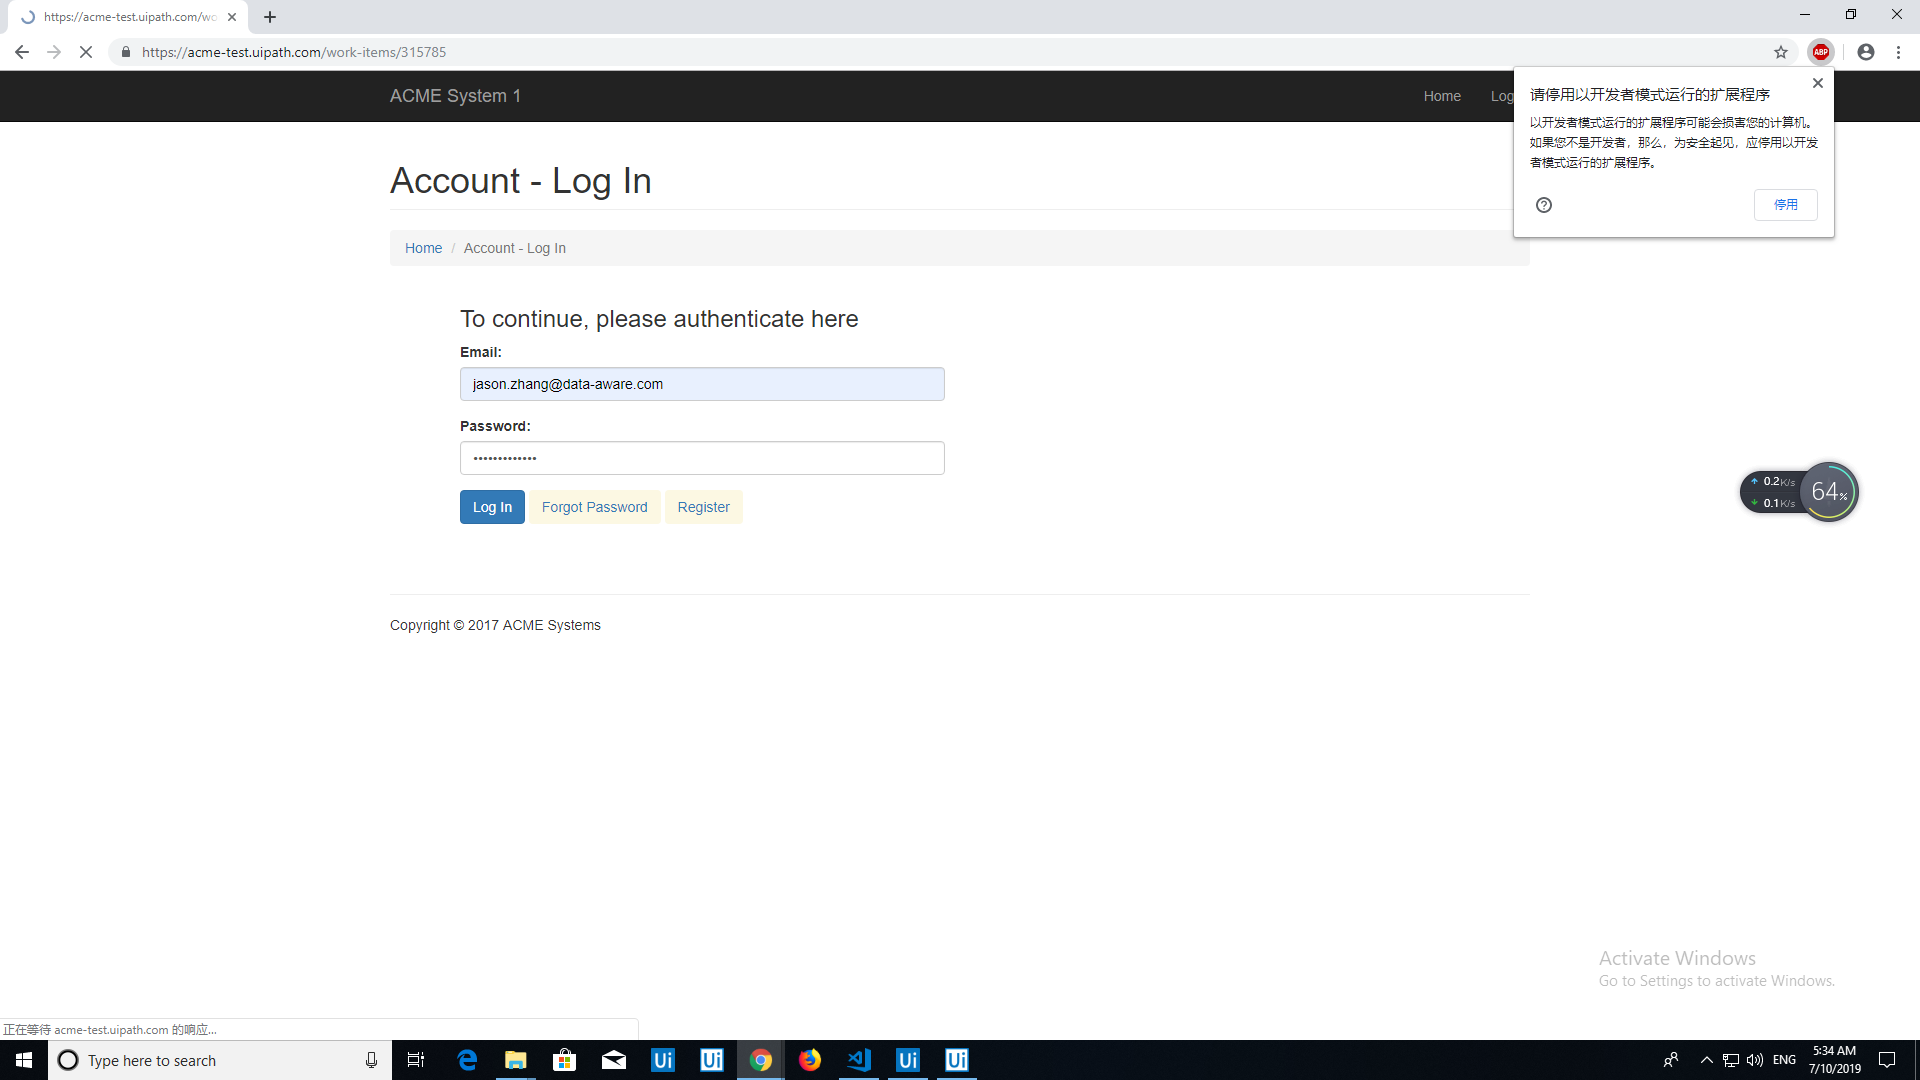 https://acme-test.uipath.com/wo
https://acme-test.uipath.com/work-items/315785
ABP
ACME System 1
Home
Log
请停用以开发者模式运行的扩展程序
以开发者模式运行的扩展程序可能会损害您的计算机。
如果您不是开发者，那么，为安全起见，应停用以开发
者模式运行的扩展程序。
停用
Account - Log In
Home / Account - Log In
To continue, please authenticate here
Email:
jason.zhang@data-aware.com
Password:
•••••••••••••
Log In
Forgot Password
Register
0.2K/s
0.1K/s
64%
Copyright © 2017 ACME Systems
Activate Windows
Go to Settings to activate Windows.
正在等待 acme-test.uipath.com 的响应...
Type here to search
Ui
Ui
Ui
Ui
ENG
5:34 AM
7/10/2019